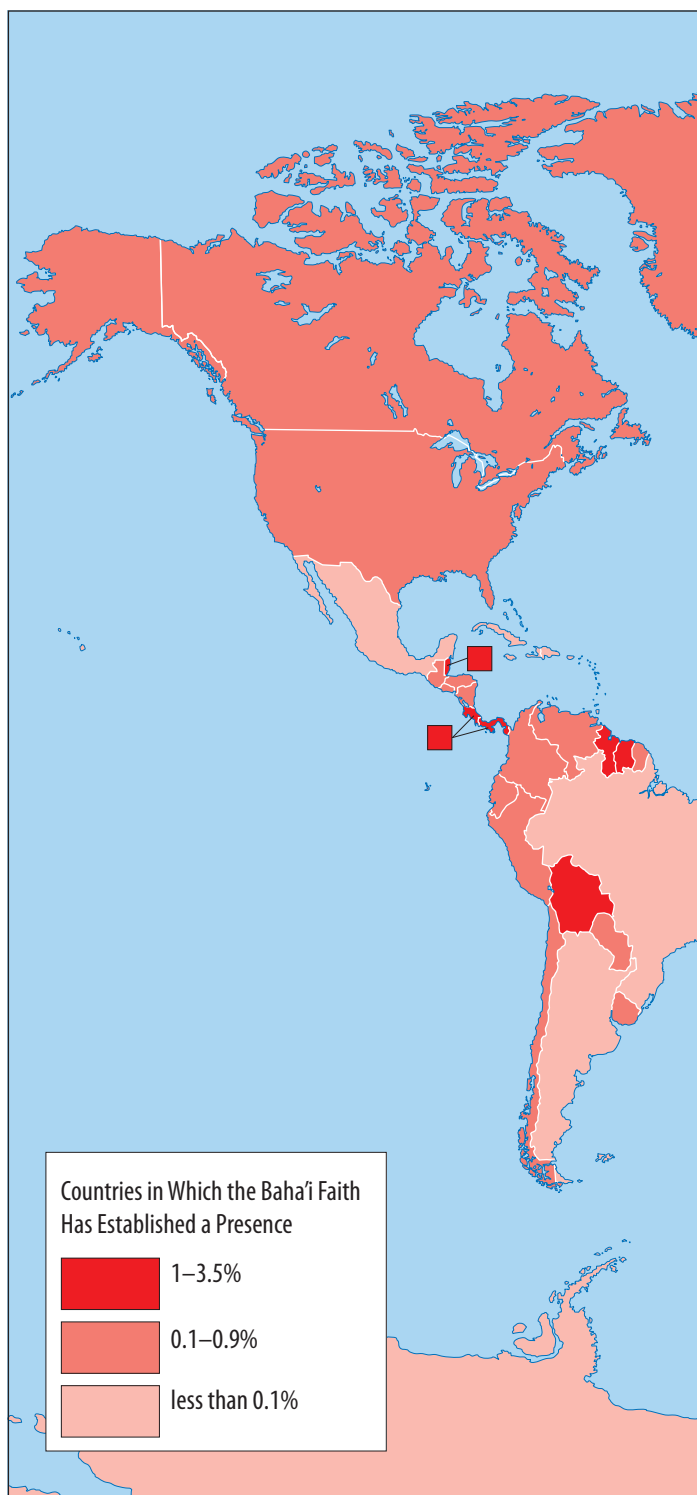 Countries in Which the Baha’i Faith
Has Established a Presence
1–3.5%
0.1–0.9%
less than 0.1%